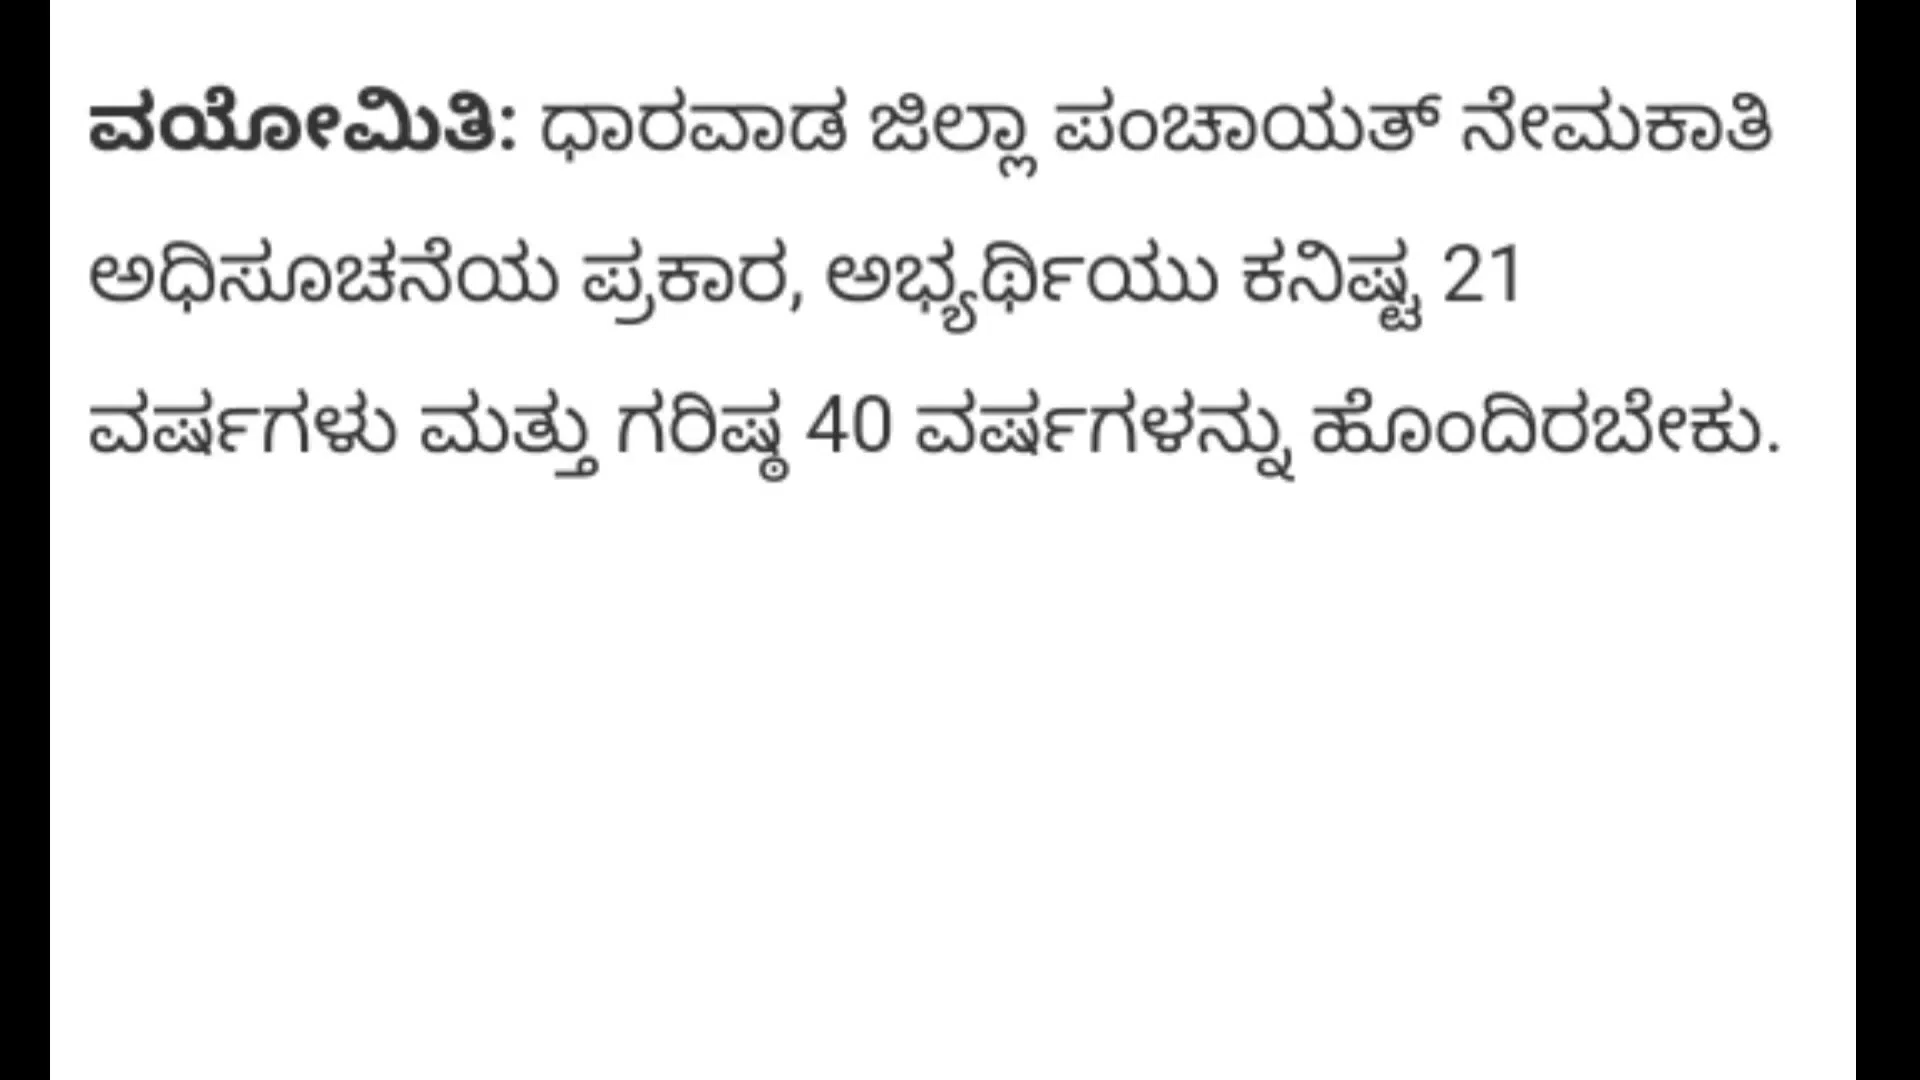 ವಯೋಮಿತಿ: ಧಾರವಾಡ ಜಿಲ್ಲಾ ಪಂಚಾಯತ್ ನೇಮಕಾತಿ
ಅಧಿಸೂಚನೆಯ ಪ್ರಕಾರ, ಅಭ್ಯರ್ಥಿಯು ಕನಿಷ್ಟ 21
ವರ್ಷಗಳು ಮತ್ತು ಗರಿಷ್ಠ 40 ವರ್ಷಗಳನ್ನು ಹೊಂದಿರಬೇಕು.